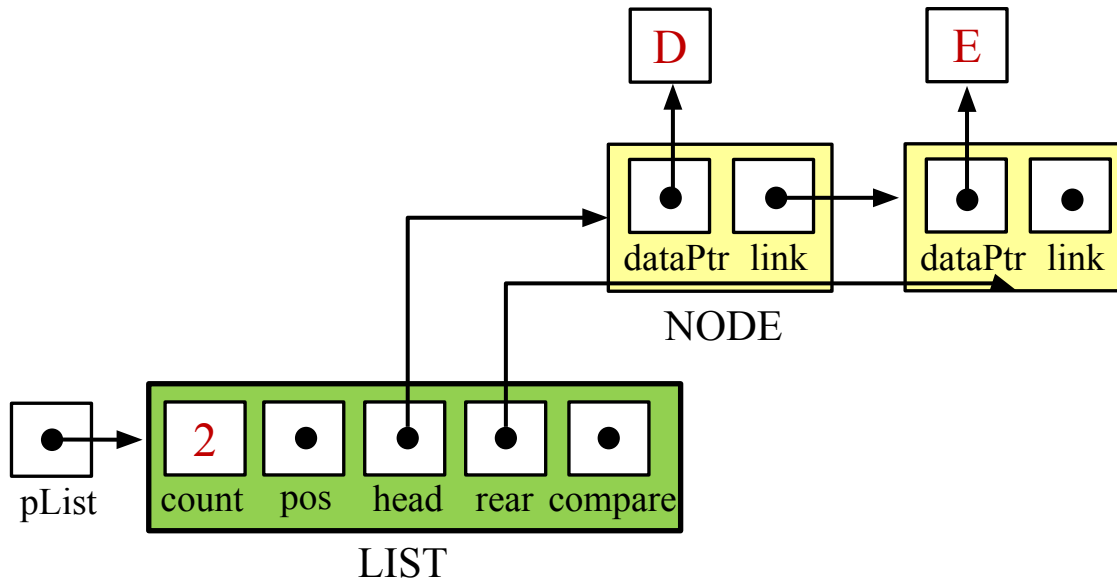 D E
dataPtr link dataPtr link
NODE
2
pList count pos head rear compare
LIST